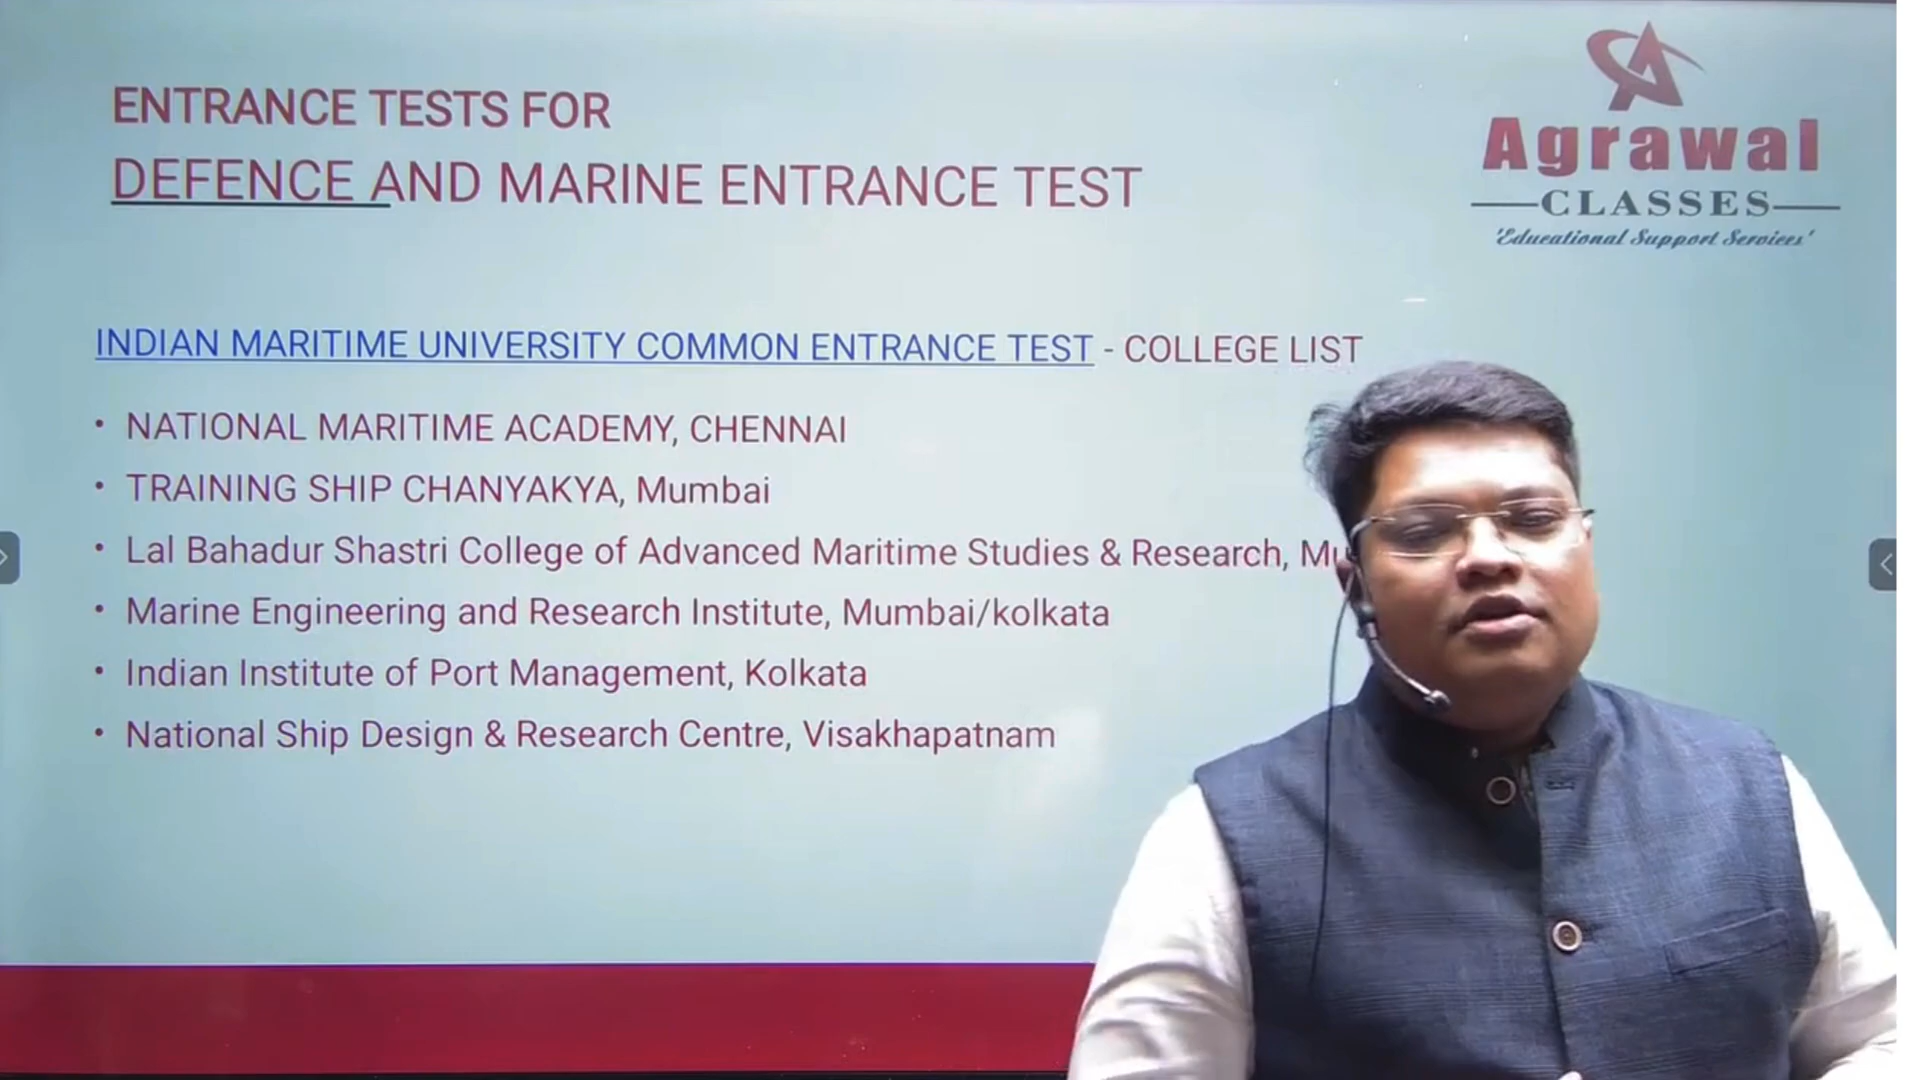 ENTRANCE TESTS FOR
DEFENCE AND MARINE ENTRANCE TEST
Agrawal
CLASSES
'Educational Support Services'
INDIAN MARITIME UNIVERSITY COMMON ENTRANCE TEST - COLLEGE LIST
• NATIONAL MARITIME ACADEMY, CHENNAI
• TRAINING SHIP CHANYAKYA, Mumbai
• Lal Bahadur Shastri College of Advanced Maritime Studies & Research,
• Marine Engineering and Research Institute, Mumbai/kolkata
• Indian Institute of Port Management, Kolkata
• National Ship Design & Research Centre, Visakhapatnam